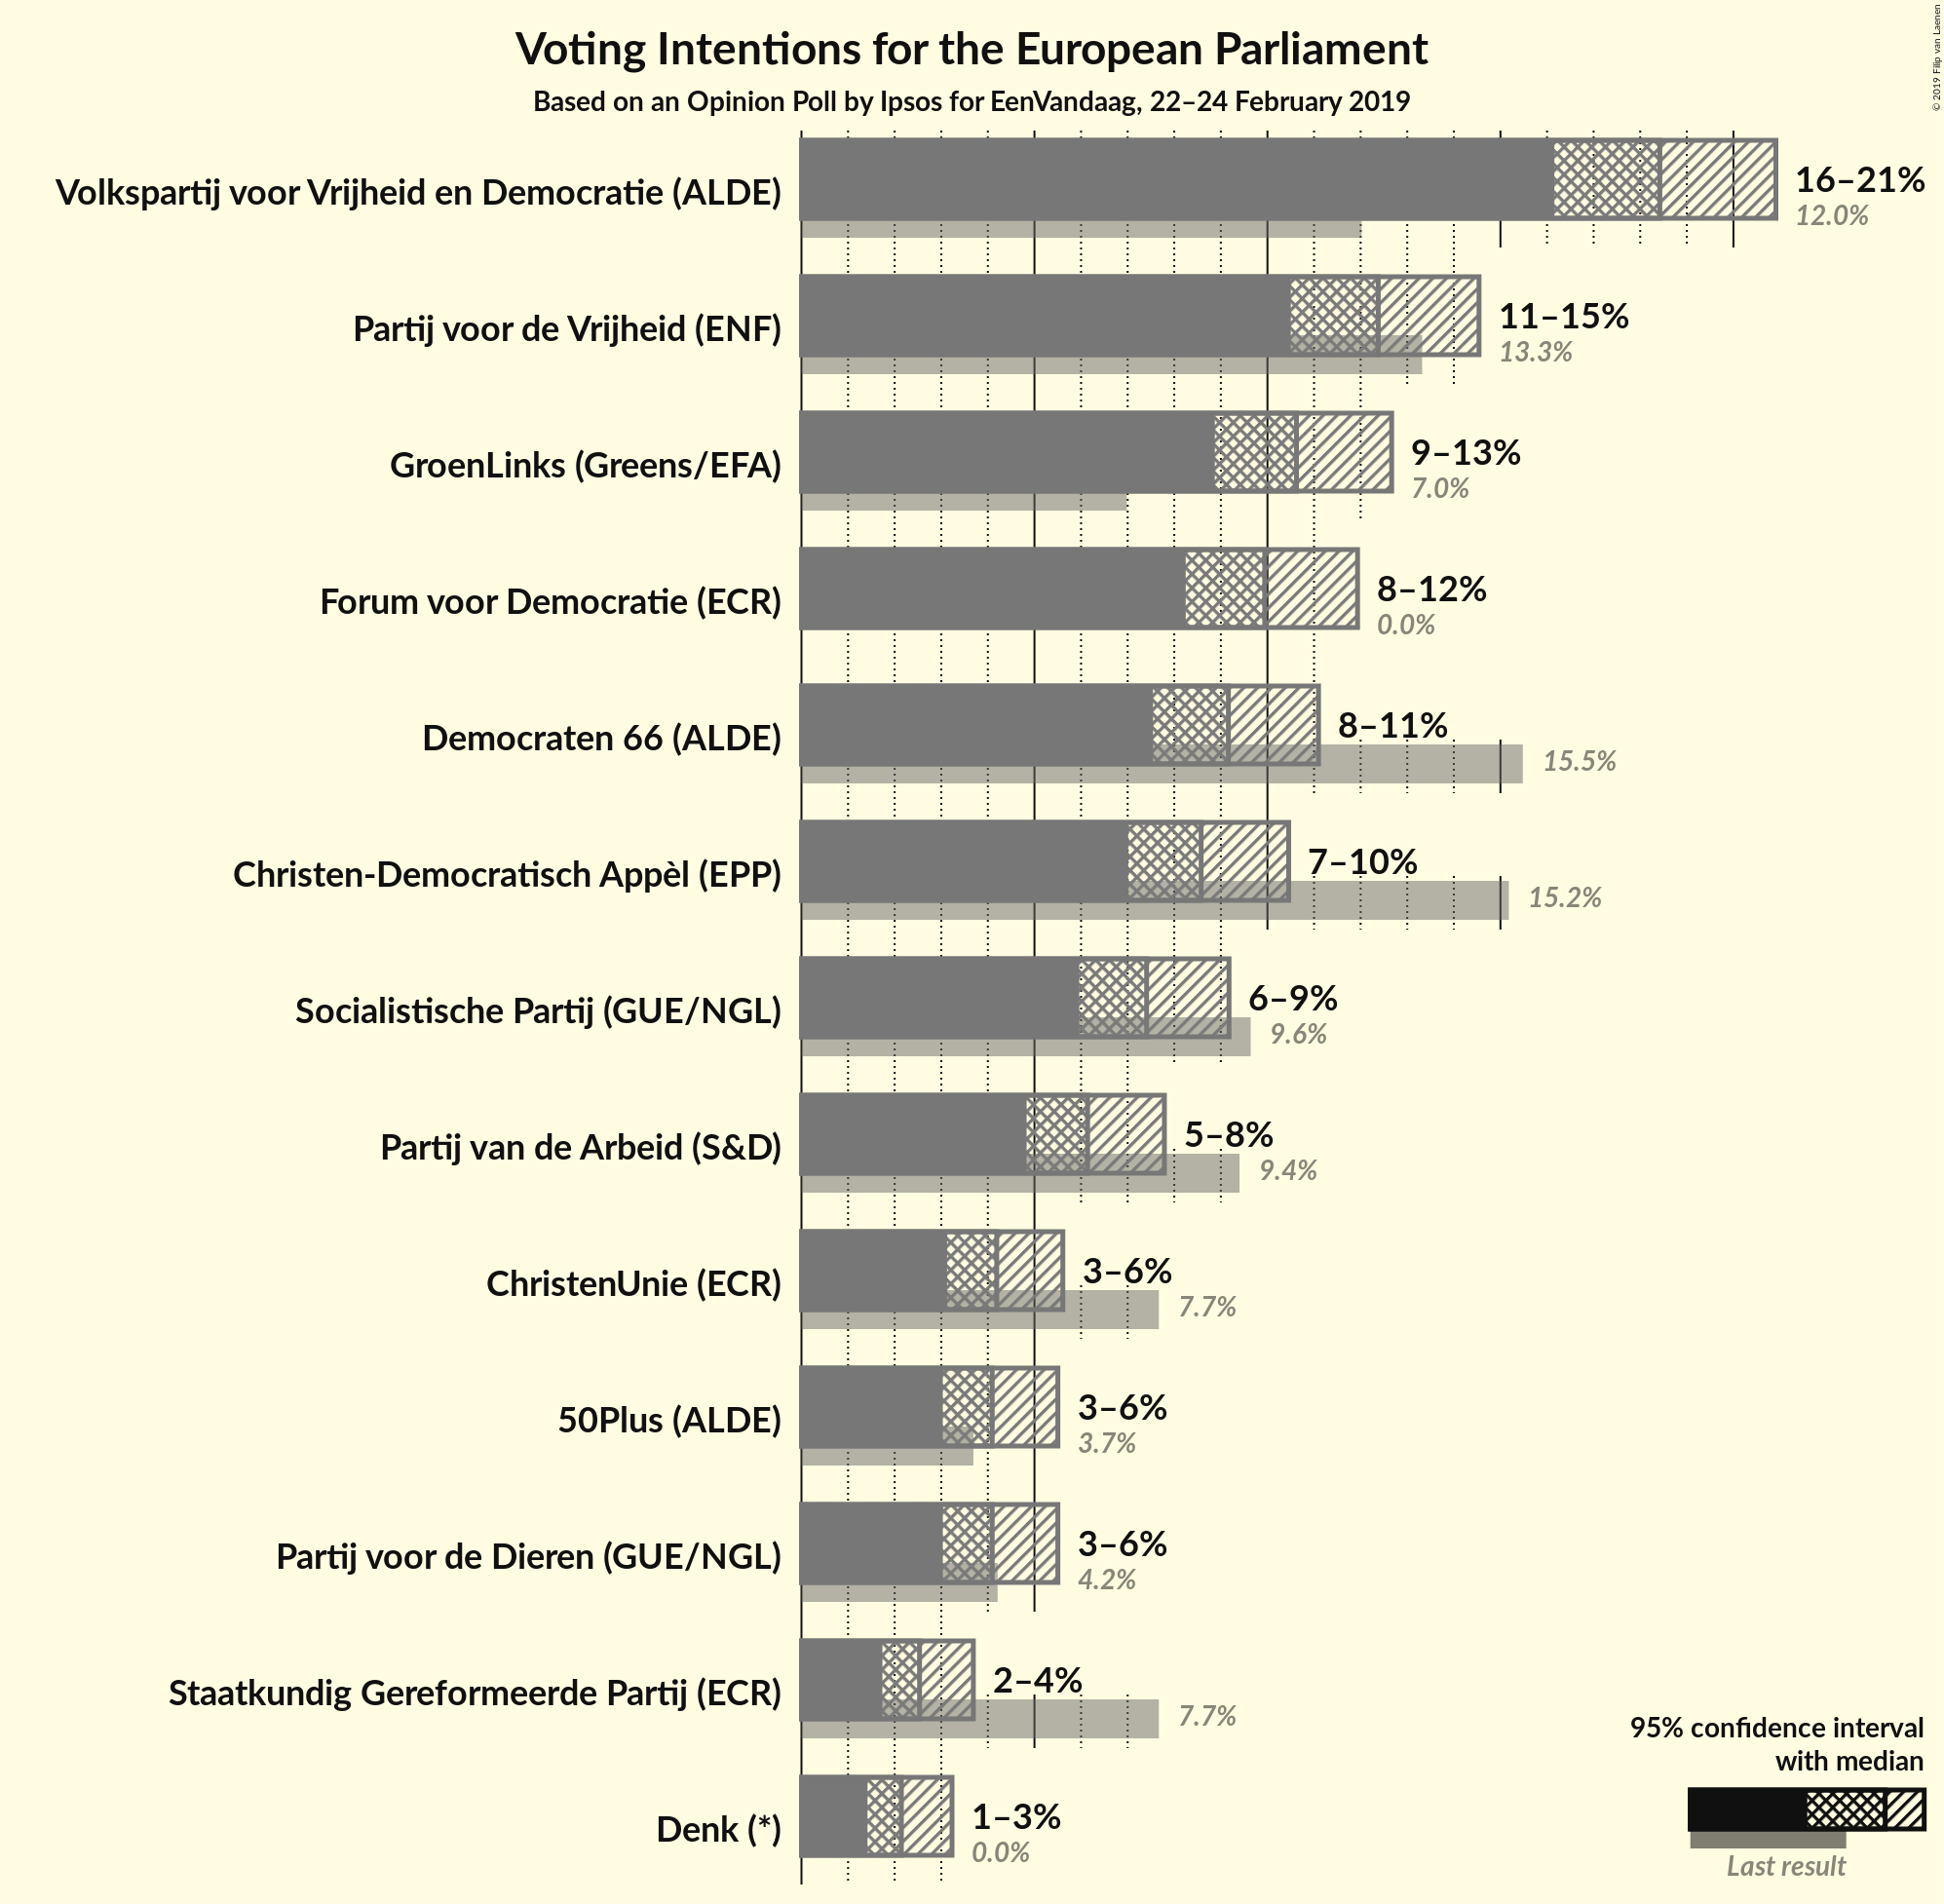 Voting Intentions for the European Parliament
Based on an Opinion Poll by Ipsos for EenVandaag, 22–24 February 2019
© 2019 Filip van Laenen
Volkspartij voor Vrijheid en Democratie (ALDE)
16–21%
12.0%
Partij voor de Vrijheid (ENF)
11–15%
13.3%
GroenLinks (Greens/EFA)
9–13%
7.0%
Forum voor Democratie (ECR)
8–12%
0.0%
Democraten 66 (ALDE)
8–11%
15.5%
Christen-Democratisch Appèl (EPP)
7–10%
15.2%
Socialistische Partij (GUE/NGL)
6–9%
9.6%
Partij van de Arbeid (S&D)
5–8%
9.4%
ChristenUnie (ECR)
3–6%
7.7%
50Plus (ALDE)
3–6%
3.7%
Partij voor de Dieren (GUE/NGL)
3–6%
4.2%
Staatkundig Gereformeerde Partij (ECR)
2–4%
7.7%
Denk (*)
1–3%
0.0%
95% confidence interval
with median
Last result